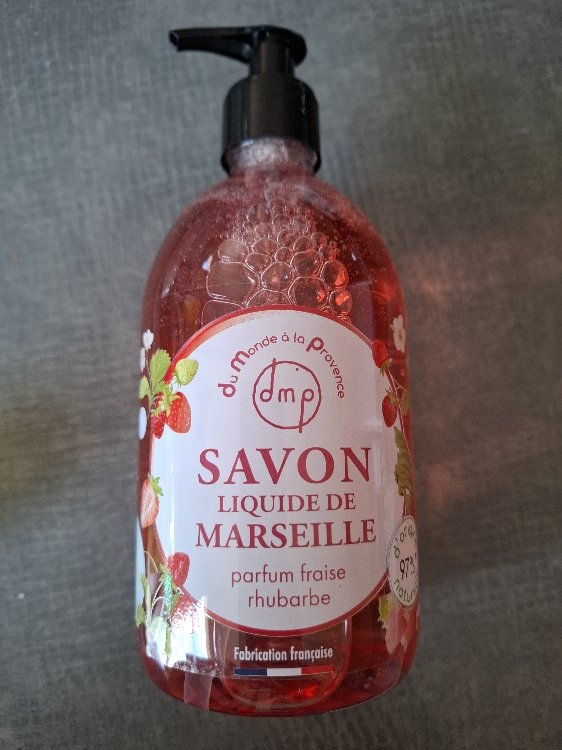 du Monde à la Provence
dmp
SAVON
LIQUIDE DE
MARSEILLE
parfum fraise
rhubarbe
97%
Fabrication française